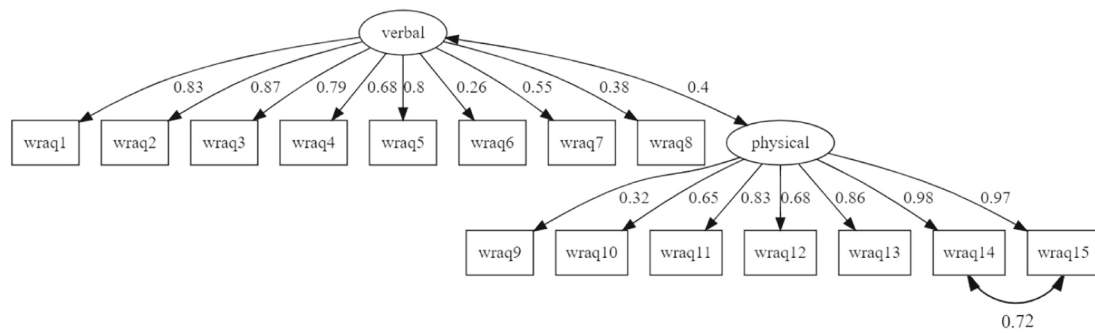 verbal
0.83 0.87 0.79 0.68 0.8 0.26 0.55 0.38 0.4
wraq1 wraq2 wraq3 wraq4 wraq5 wraq6 wraq7 wraq8 physical
0.32 0.65 0.83 0.68 0.86 0.98 0.97
wraq9 wraq10 wraq11 wraq12 wraq13 wraq14 wraq15
0.72